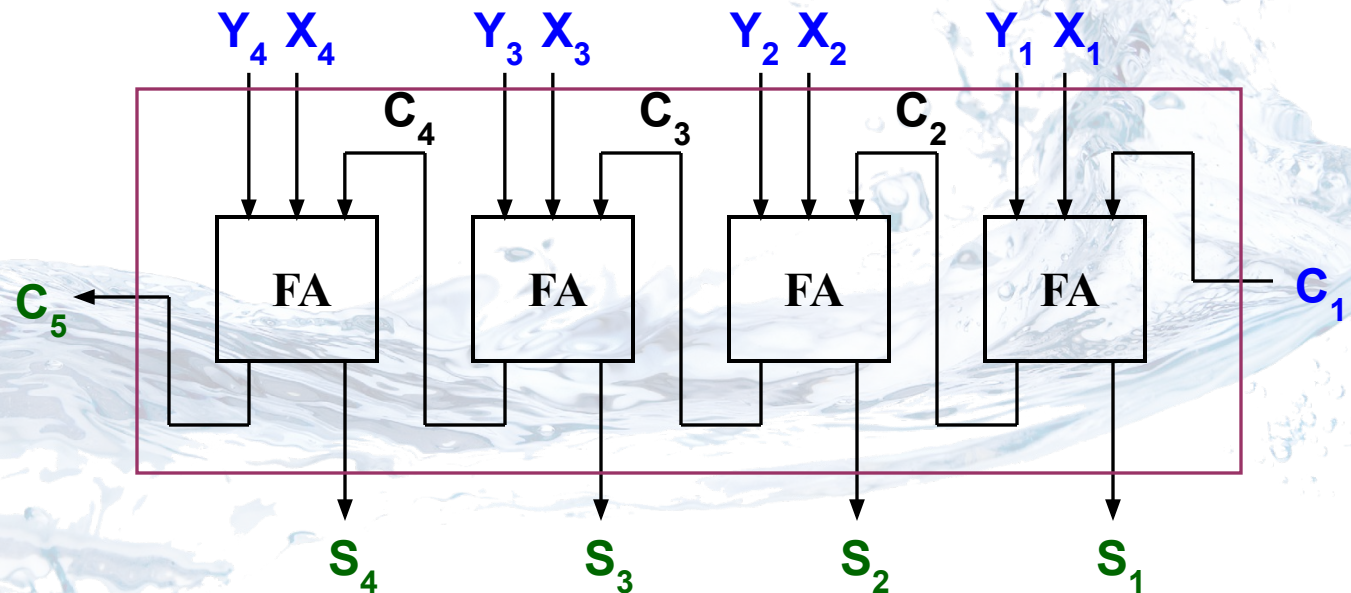 Y4 X4 Y3 X3 Y2 X2 Y1 X1
C4 C3 C2
FA FA FA FA
C5 C1
S4 S3 S2 S1